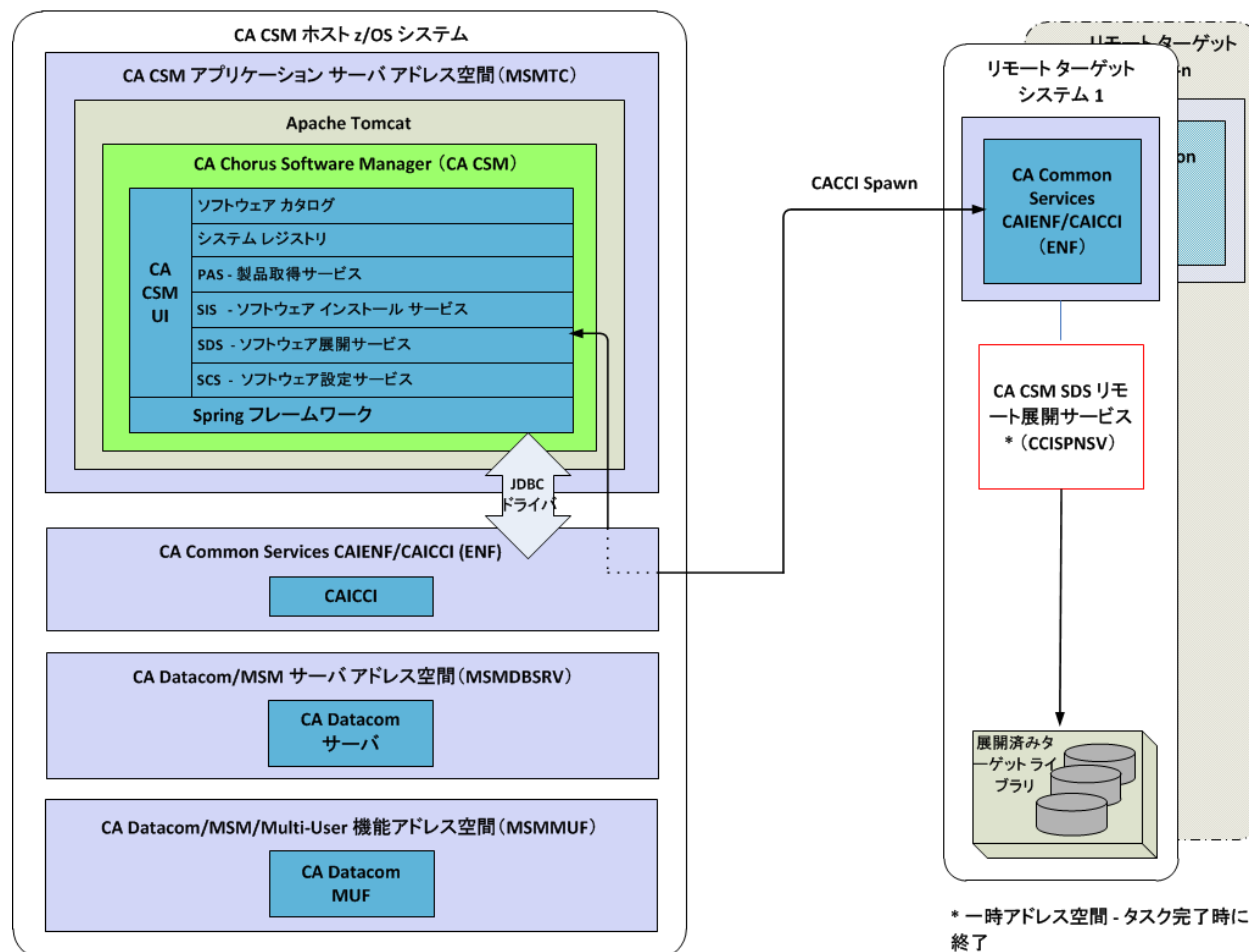 CA CSM ホスト z/OS システム
CA CSM アプリケーション サーバ アドレス空間（MSMTC）
Apache Tomcat
CA Chorus Software Manager（CA CSM）
CA
CSM
UI
ソフトウェア カタログ
システム レジストリ
PAS - 製品取得サービス
SIS - ソフトウェア インストール サービス
SDS - ソフトウェア展開サービス
SCS - ソフトウェア設定サービス
Spring フレームワーク
JDBC
ドライバ
CA Common Services CAIENF/CAICCI (ENF)
CAICCI
CA Datacom/MSM サーバ アドレス空間（MSMDBSRV）
CA Datacom
サーバ
CA Datacom/MSM/Multi-User 機能アドレス空間（MSMMUF）
CA Datacom
MUF
CACCI Spawn
リモート ターゲット
-n
on
リモート ターゲット
システム 1
CA Common
Services
CAIENF/CAICCI
（ENF）
CA CSM SDS リモ
ート展開サービス
*（CCISPNSV）
展開済みタ
ーゲット ライ
ブラリ
* 一時アドレス空間 - タスク完了時に
終了